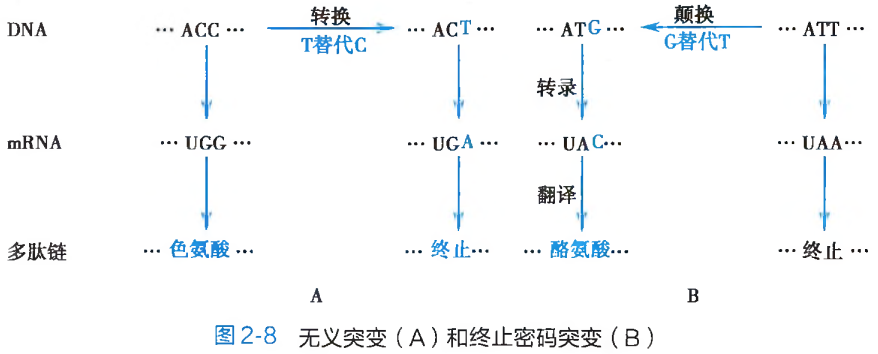 DNA ··· ACC ··· 转换 T替代C ··· ACT ··· ··· ATG ··· 颠换 G替代T ··· ATT ···
转录
mRNA ··· UGG ··· ··· UGA ··· ··· UAC··· ··· UAA···
翻译
多肽链 ··· 色氨酸 ··· ··· 终止··· ··· 酪氨酸··· ··· 终止 ···
A B
图2-8 无义突变（A）和终止密码突变（B）